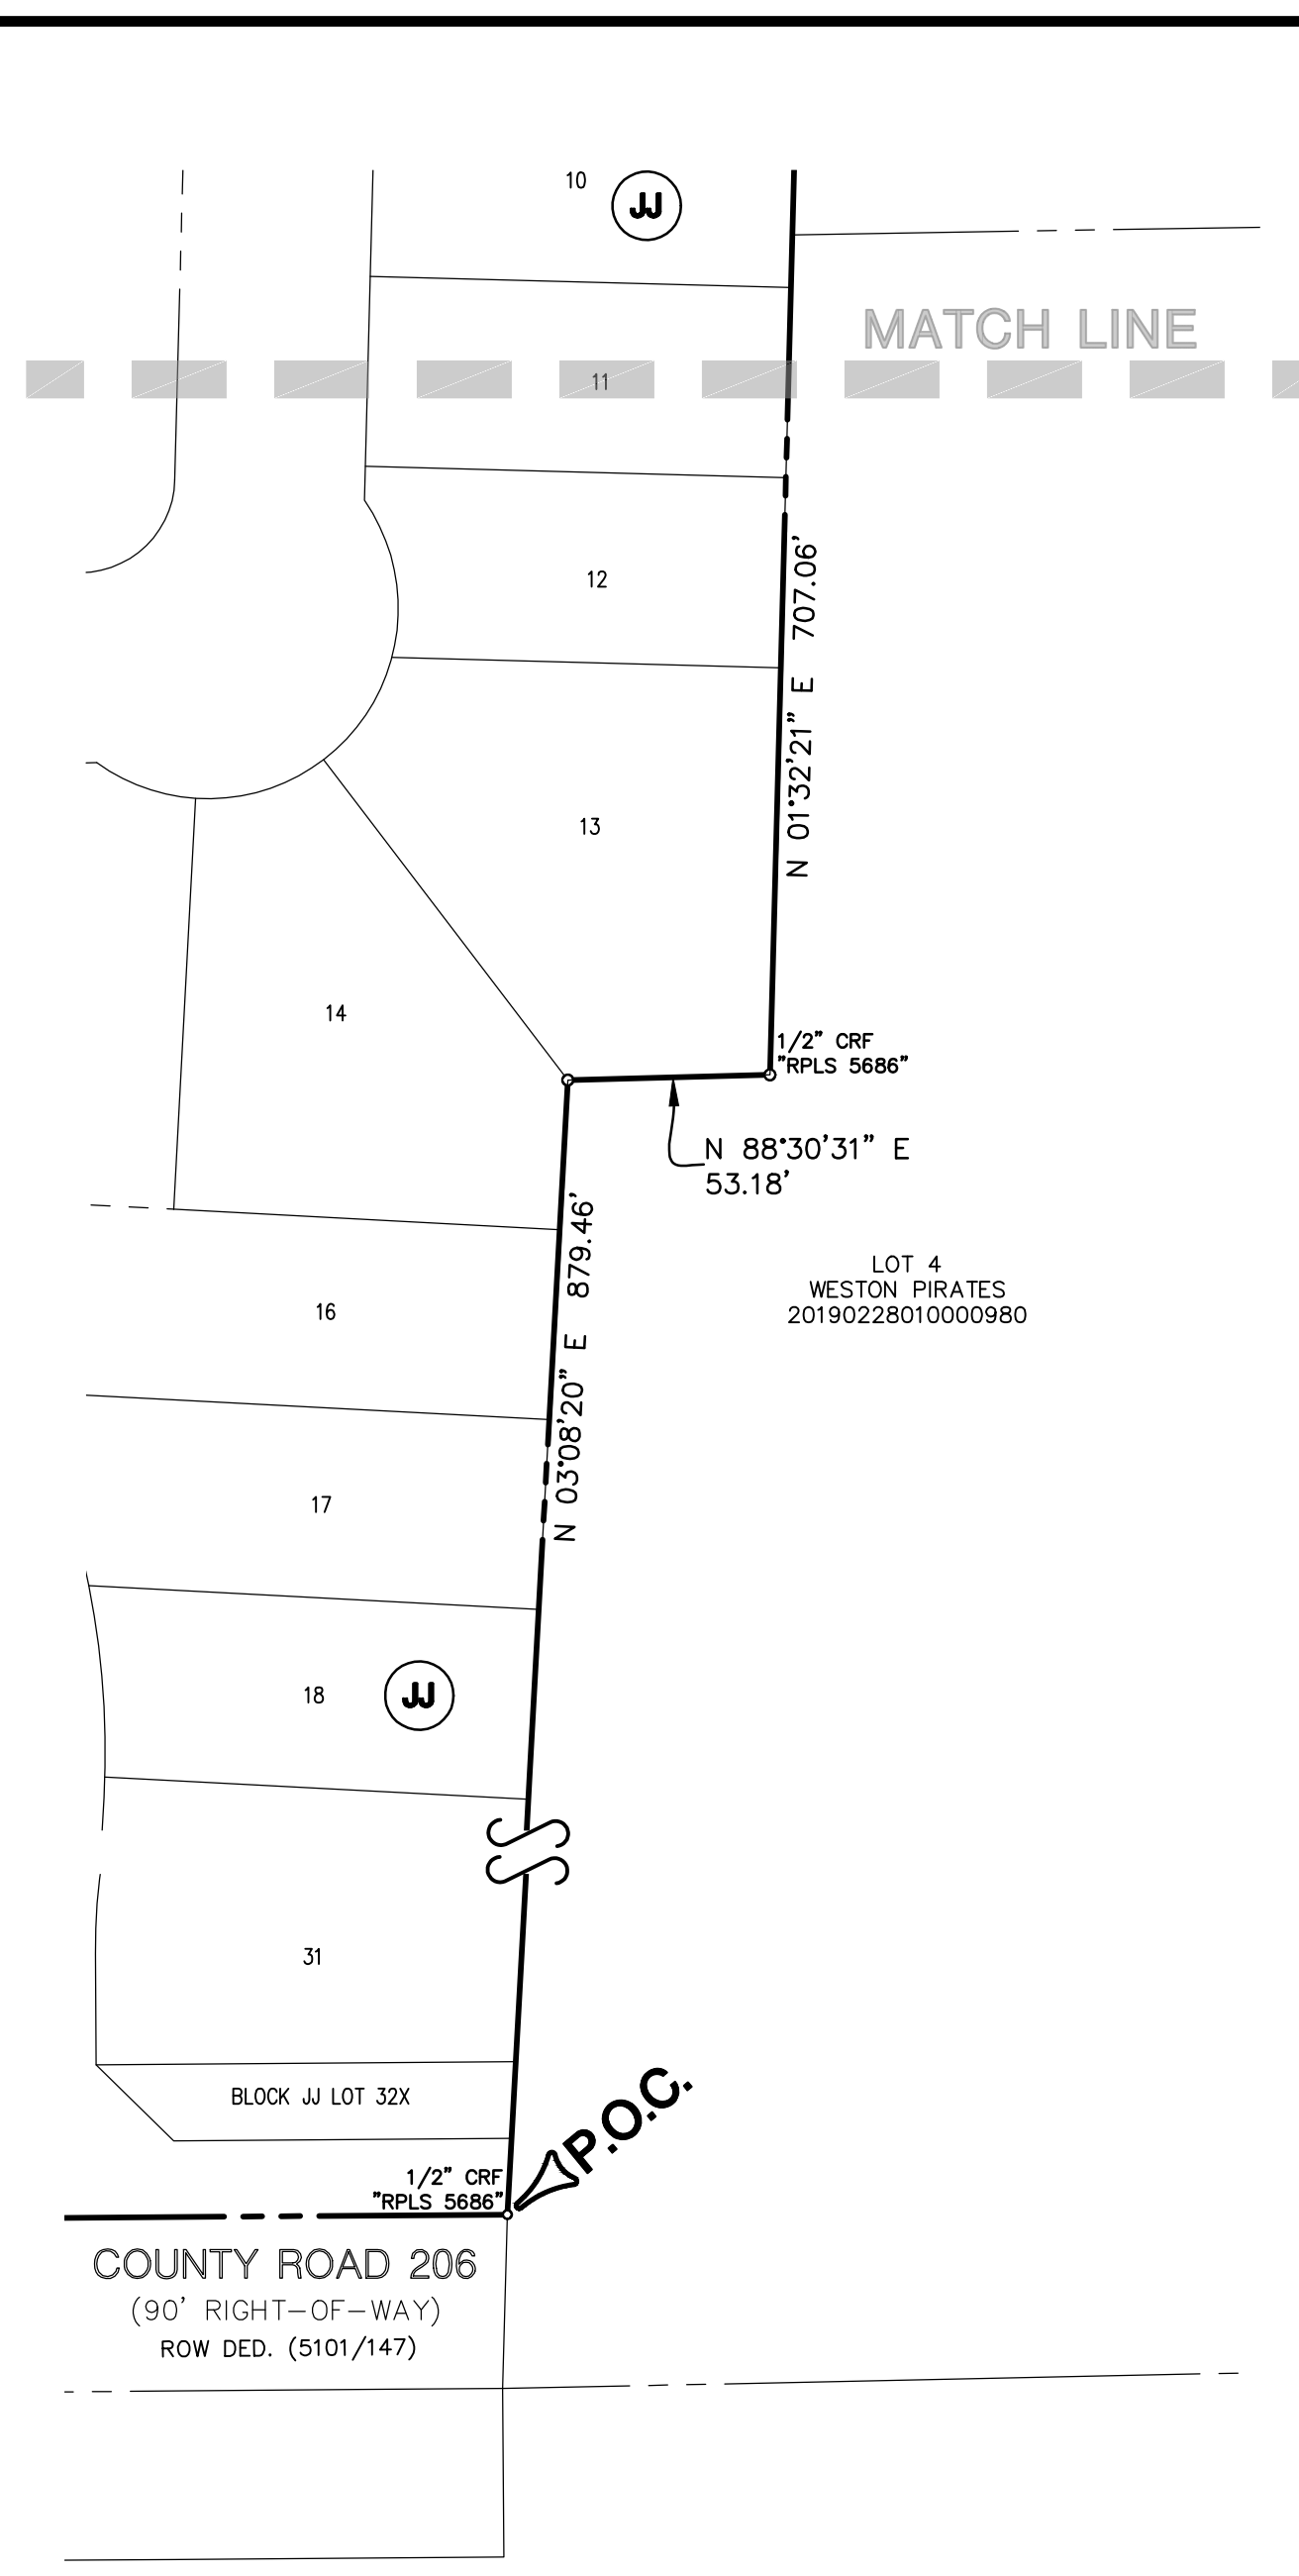 10
JJ
MATCH LINE
11
12
N 01°32'21" E 707.06'
13
14
1/2" CRF
"RPLS 5686"
N 88°30'31" E
53.18'
LOT 4
WESTON PIRATES
20190228010000980
N 03°08'20" E 879.46'
16
17
18
JJ
31
BLOCK JJ LOT 32X
P.O.C.
1/2" CRF
"RPLS 5686"
COUNTY ROAD 206
(90' RIGHT-OF-WAY)
ROW DED. (5101/147)